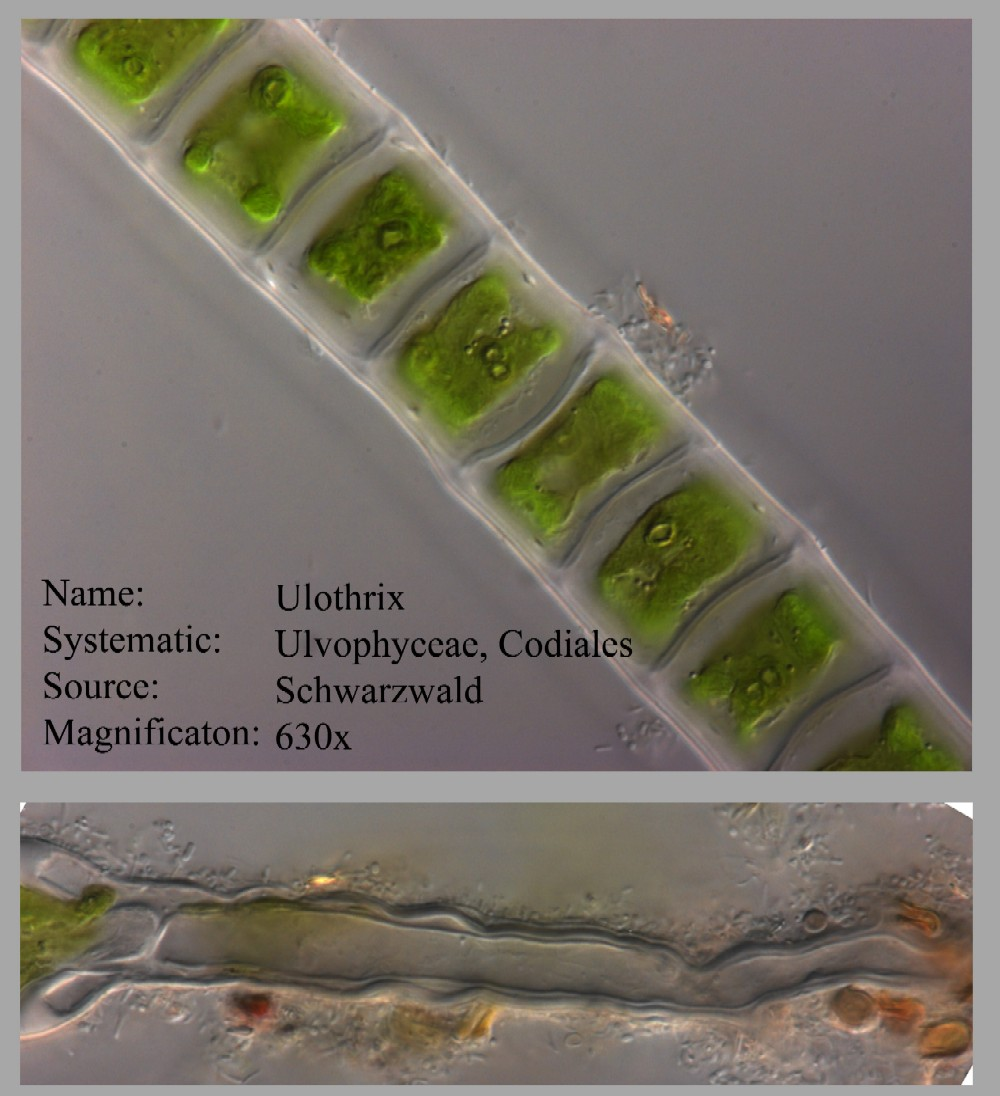 Name: Ulothrix
Systematic: Ulvophyceae, Codiales
Source: Schwarzwald
Magnificaton: 630x